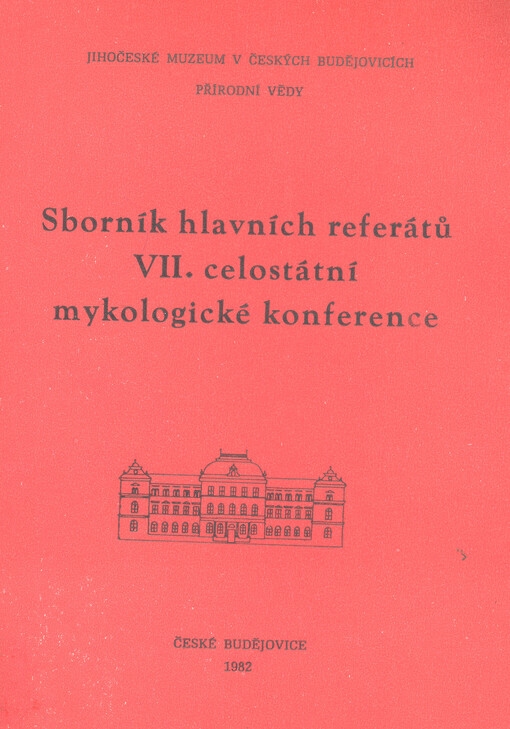 JIHOČESKÉ MUZEUM V ČESKÝCH BUDĚJOVICÍCH
PŘÍRODNÍ VĚDY
Sborník hlavních referátů
VII. celostátní
mykologické konference
ČESKÉ BUDĚJOVICE
1982